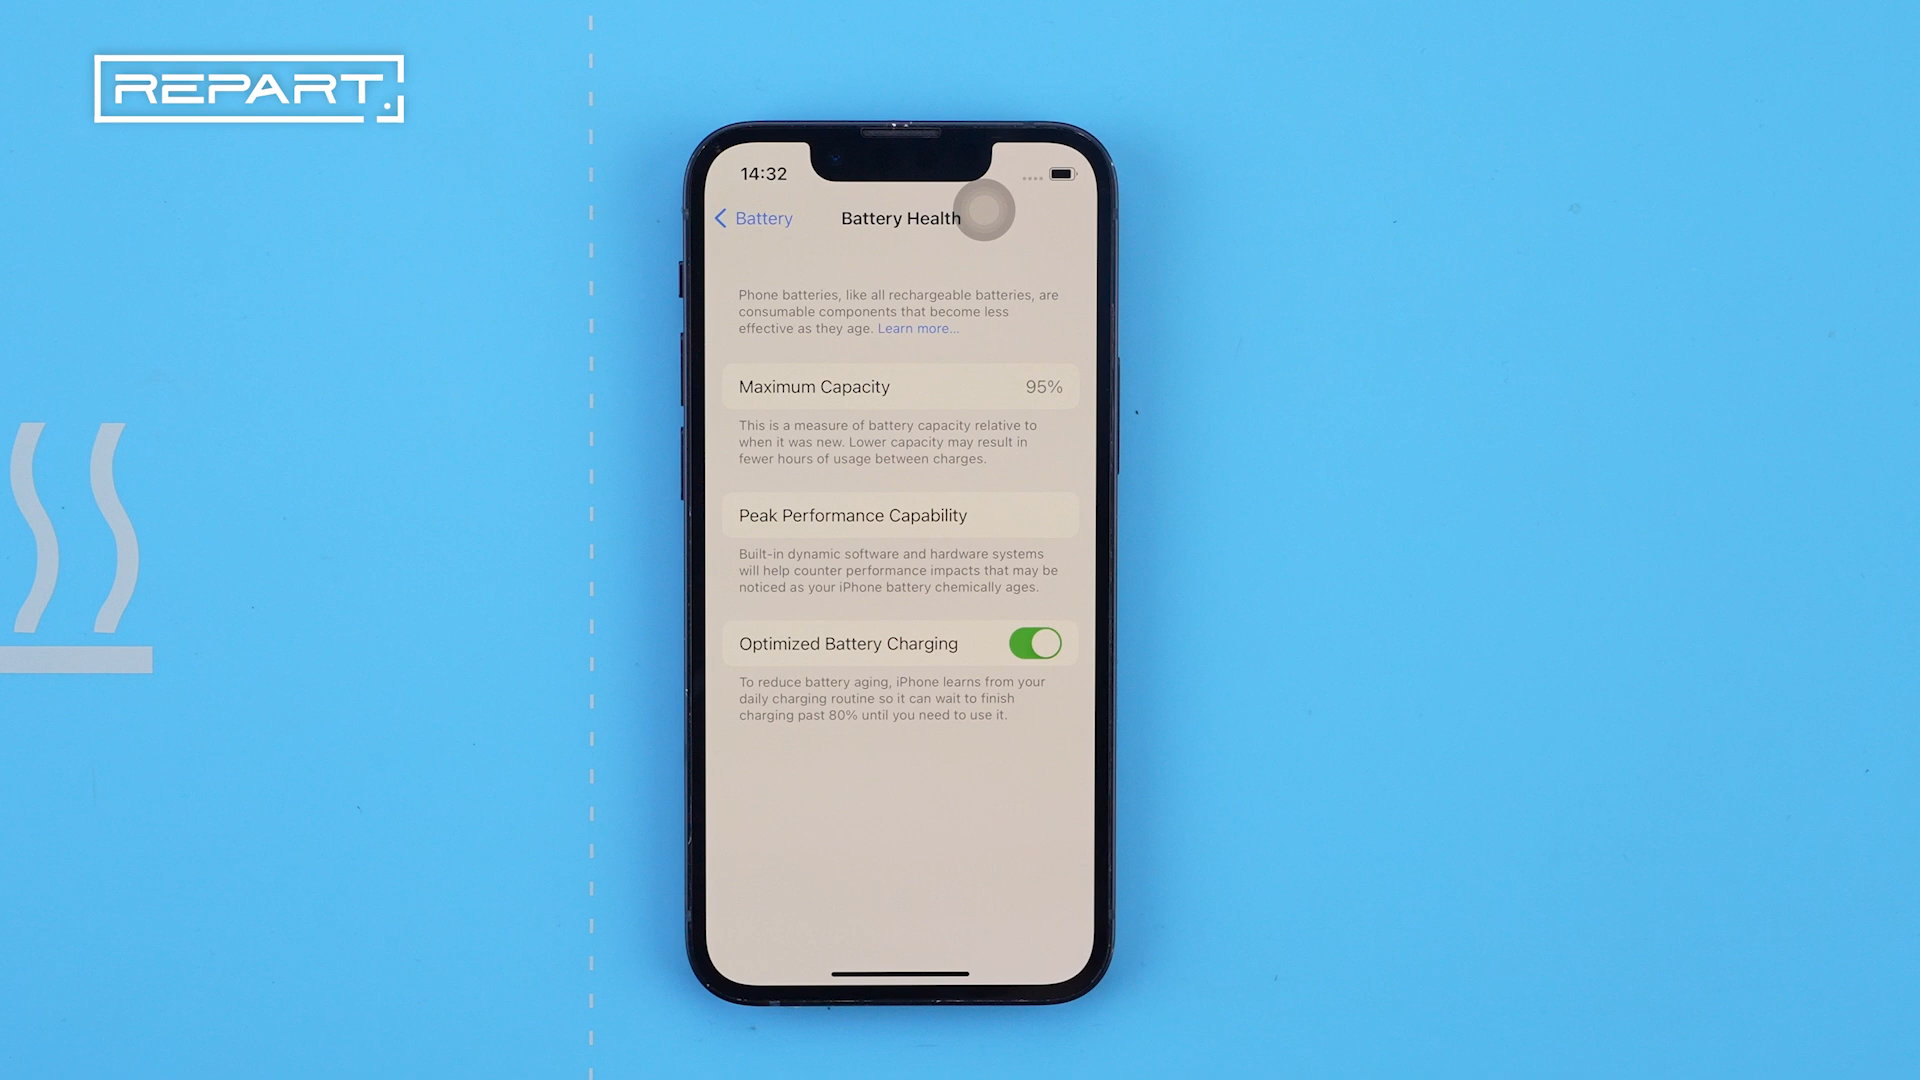 REPART.
14:32
Battery
Battery Health
Phone batteries, like all rechargeable batteries, are
consumable components that become less
effective as they age. Learn more...
Maximum Capacity 95%
This is a measure of battery capacity relative to
when it was new. Lower capacity may result in
fewer hours of usage between charges.
Peak Performance Capability
Built-in dynamic software and hardware systems
will help counter performance impacts that may be
noticed as your iPhone battery chemically ages.
Optimized Battery Charging
To reduce battery aging, iPhone learns from your
daily charging routine so it can wait to finish
charging past 80% until you need to use it.